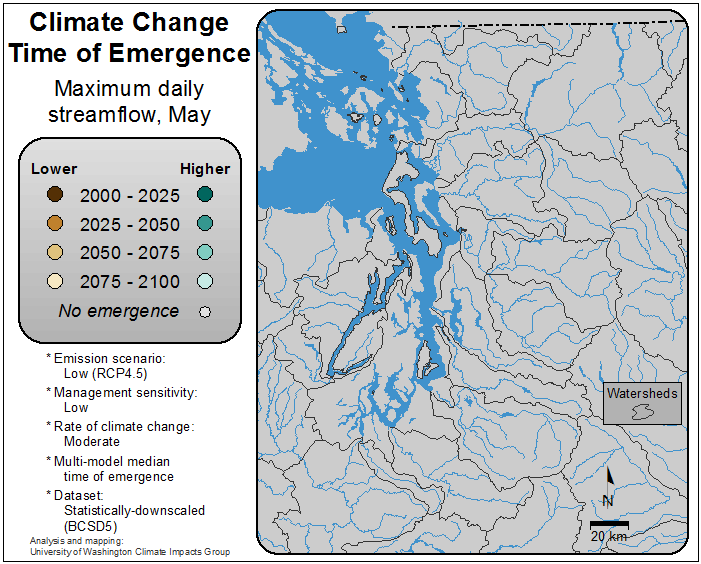 Climate Change
Time of Emergence
Maximum daily
streamflow, May
Lower Higher
2000 - 2025
2025 - 2050
2050 - 2075
2075 - 2100
No emergence
* Emission scenario:
Low (RCP4.5)
* Management sensitivity:
Low
* Rate of climate change:
Moderate
* Multi-model median
time of emergence
* Dataset:
Statistically-downscaled
(BCSD5)
Analysis and mapping:
University of Washington Climate Impacts Group
Watersheds
N
20 km